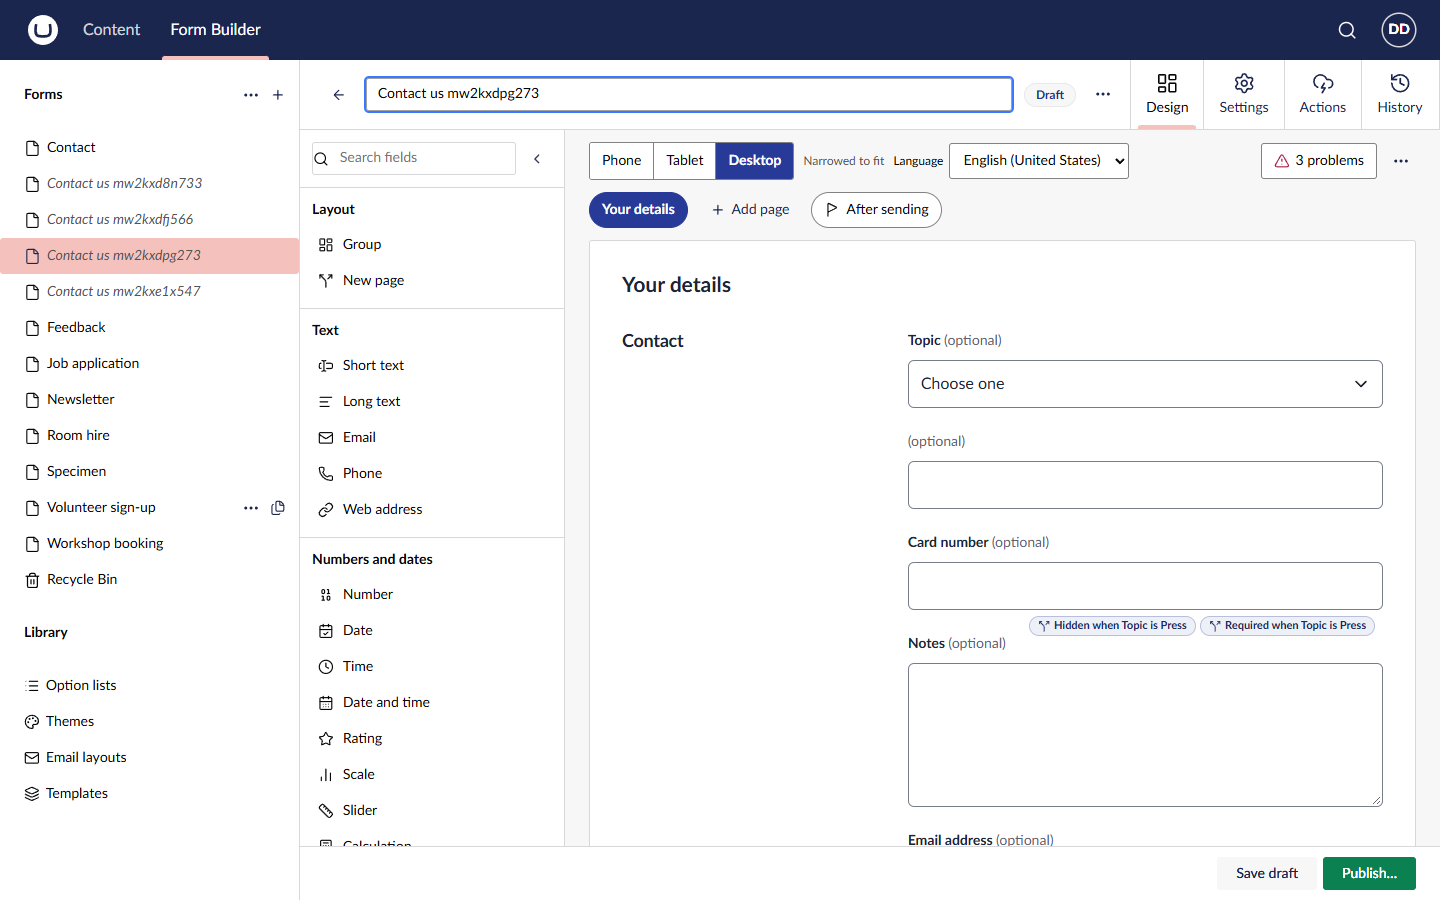 Content
Form Builder
DD
Forms
Contact
Contact us mw2kxd8n733
Contact us mw2kxdfj566
Contact us mw2kxdpg273
Contact us mw2kxe1x547
Feedback
Job application
Newsletter
Room hire
Specimen
Volunteer sign-up
Workshop booking
Recycle Bin
Library
Option lists
Themes
Email layouts
Templates
Contact us mw2kxdpg273
Draft
Design
Settings
Actions
History
Search fields
Layout
Group
New page
Text
Short text
Long text
Email
Phone
Web address
Numbers and dates
Number
Date
Time
Date and time
Rating
Scale
Slider
Calculation
Phone
Tablet
Desktop
Narrowed to fit
Language
English (United States)
3 problems
Your details
Add page
After sending
Your details
Contact
Topic (optional)
Choose one
(optional)
Card number (optional)
Hidden when Topic is Press
Required when Topic is Press
Notes (optional)
Email address (optional)
Save draft
Publish...